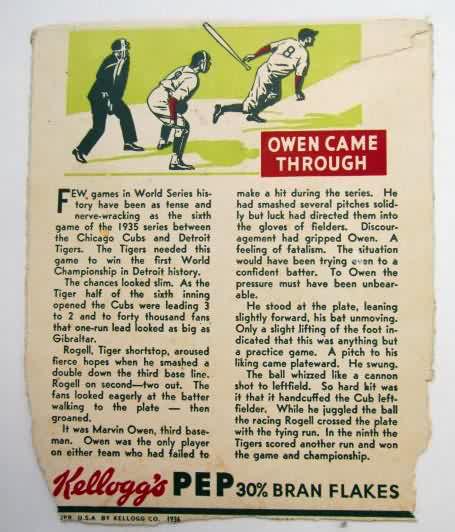 8
8
OWEN CAME
THROUGH
FEW games in World Series his-
tory have been as tense and
nerve-wracking as the sixth
game of the 1935 series between
the Chicago Cubs and Detroit
Tigers. The Tigers needed this
game to win the first World
Championship in Detroit history.
The chances looked slim. As the
Tiger half of the sixth inning
opened the Cubs were leading 3
to 2 and to forty thousand fans
that one-run lead looked as big as
Gibraltar.
Rogell, Tiger shortstop, aroused
fierce hopes when he smashed a
double down the third base line.
Rogell on second—two out. The
fans looked eagerly at the batter
walking to the plate — then
groaned.
It was Marvin Owen, third base-
man. Owen was the only player
on either team who had failed to
make a hit during the series. He
had smashed several pitches solid-
ly but luck had directed them into
the gloves of fielders. Discour-
agement had gripped Owen. A
feeling of fatalism. The situation
would have been trying even to a
confident batter. To Owen the
pressure must have been unbear-
able.
He stood at the plate, leaning
slightly forward, his bat unmoving.
Only a slight lifting of the foot in-
dicated that this was anything but
a practice game. A pitch to his
liking came plateward. He swung.
The ball whizzed like a cannon
shot to leftfield. So hard hit was
it that it handcuffed the Cub left-
fielder. While he juggled the ball
the racing Rogell crossed the plate
with the tying run. In the ninth the
Tigers scored another run and won
the game and championship.
Kellogg's PEP 30% BRAN FLAKES
U.S.A. BY KELLOGG CO. 1936